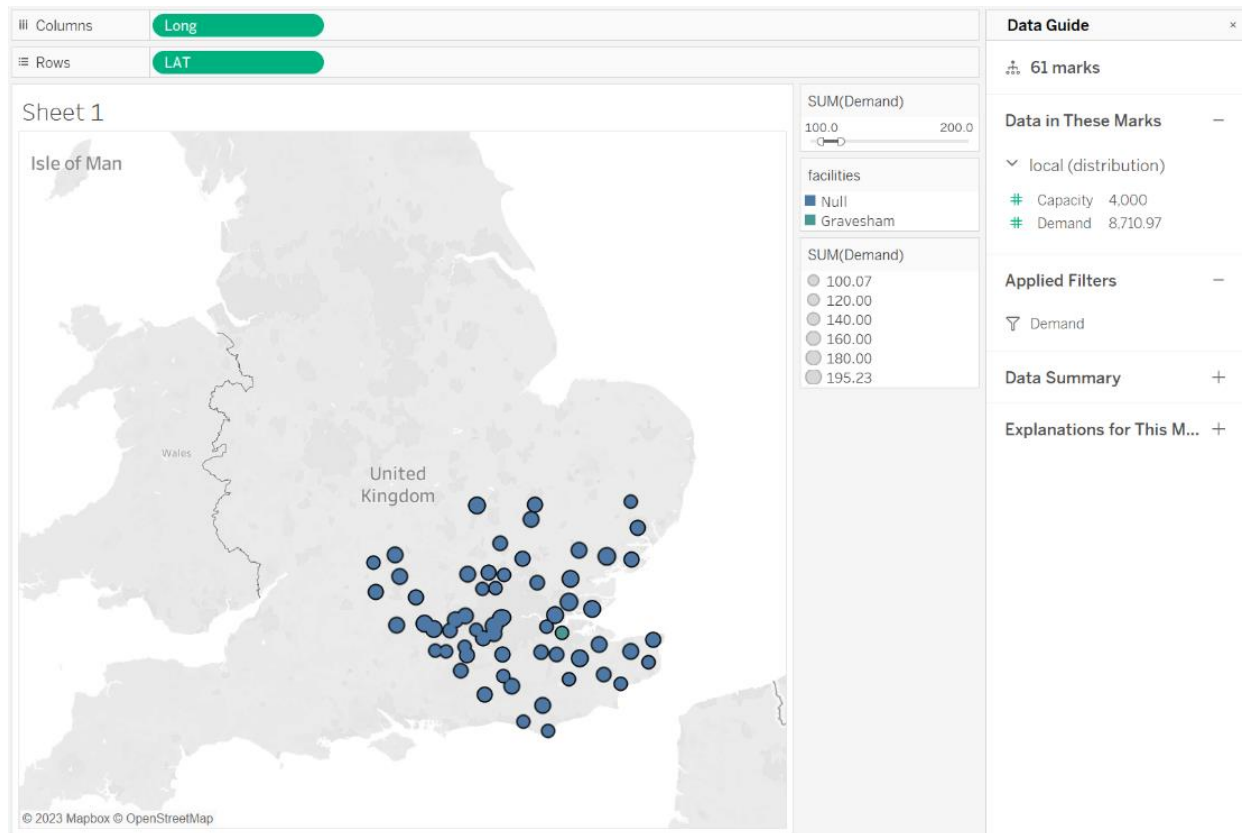 Columns
Long
Rows
LAT
Sheet 1
Isle of Man
Wales
United
Kingdom
© 2023 Mapbox © OpenStreetMap
SUM(Demand)
100.0 200.0
facilities
Null
Gravesham
SUM(Demand)
100.07
120.00
140.00
160.00
180.00
195.23
Data Guide
61 marks
Data in These Marks
local (distribution)
# Capacity 4,000
# Demand 8,710.97
Applied Filters
Demand
Data Summary
Explanations for This M...